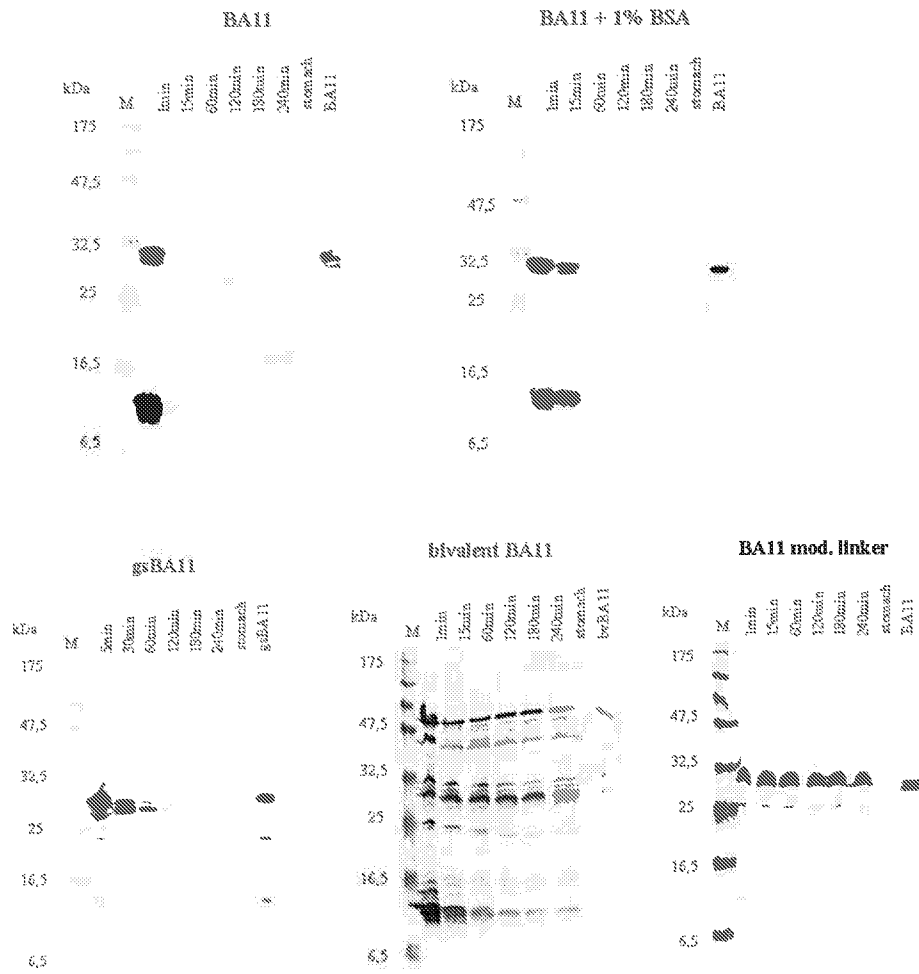 BA11
kDa
M
1min
15min
60min
120min
180min
240min
stomach
BA11
175
47,5
32,5
25
16,5
6,5
BA11 + 1% BSA
kDa
M
1min
15min
60min
120min
180min
240min
stomach
BA11
175
47,5
32,5
25
16,5
6,5
gsBA11
kDa
M
5min
30min
60min
120min
180min
240min
stomach
gsBA11
175
47,5
32,5
25
16,5
6,5
bivalent BA11
kDa
M
1min
15min
60min
120min
180min
240min
stomach
bvBA11
175
47,5
32,5
25
16,5
6,5
BA11 mod. linker
kDa
M
1min
15min
60min
120min
180min
240min
stomach
BA11
175
47,5
32,5
25
16,5
6,5